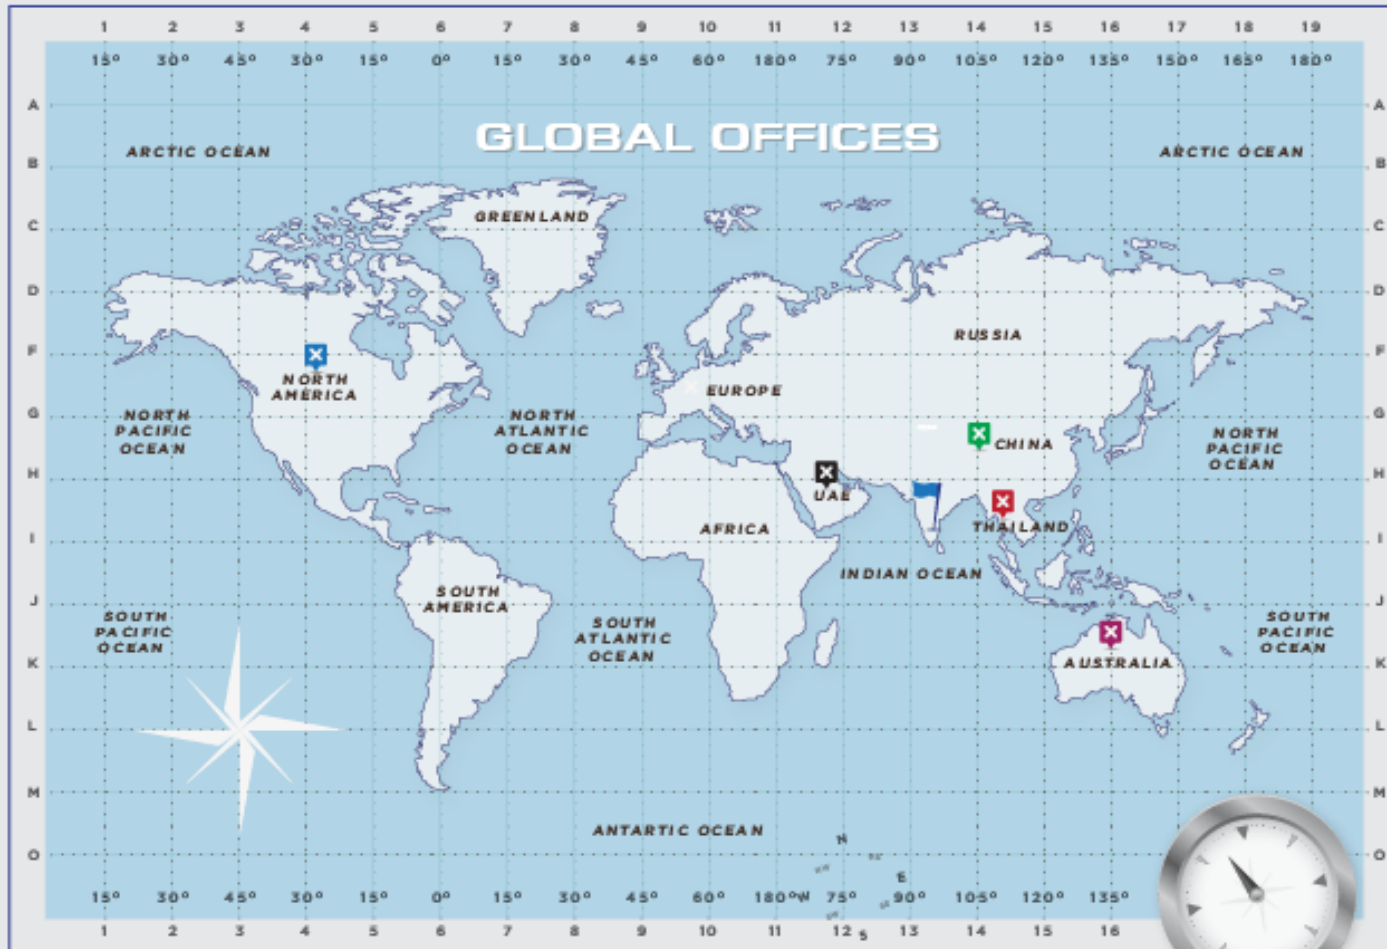 1 2 3 4 5 6 7 8 9 10 11 12 13 14 15 16 17 18 19
15° 30° 45° 30° 15° 0° 15° 30° 45° 60° 180° 75° 90° 105° 120° 135° 150° 165° 180°
A A
GLOBAL OFFICES
ARCTIC OCEAN ARCTIC OCEAN
B B
GREENLAND
C C
D D
RUSSIA
F F
NORTH
AMERICA
EUROPE
G G
NORTH
PACIFIC
OCEAN
NORTH
ATLANTIC
OCEAN
CHINA
NORTH
PACIFIC
OCEAN
H H
UAE
AFRICA
THAILAND
I I
INDIAN OCEAN
SOUTH
AMERICA
J J
SOUTH
PACIFIC
OCEAN
SOUTH
ATLANTIC
OCEAN
SOUTH
PACIFIC
OCEAN
K K
AUSTRALIA
L L
M M
ANTARTIC OCEAN
N
O O
E
15° 30° 45° 30° 15° 0° 15° 30° 45° 60° 180° W 75° 90° 105° 120° 135°
1 2 3 4 5 6 7 8 9 10 11 12 S 13 14 15 16